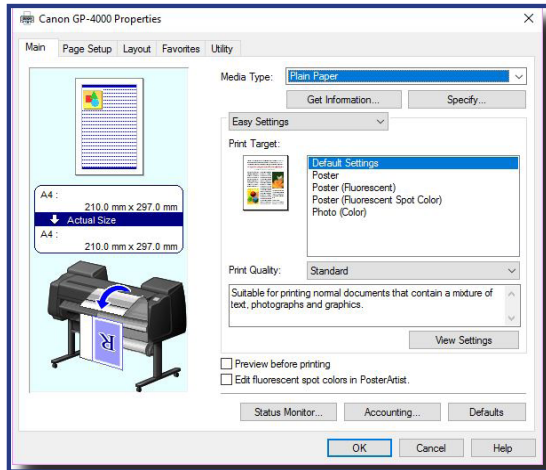 Canon GP-4000 Properties
Main Page Setup Layout Favorites Utility
Media Type: Plain Paper
Get Information... Specify...
Easy Settings
Print Target:
Default Settings
Poster
Poster (Fluorescent)
Poster (Fluorescent Spot Color)
Photo (Color)
A4 :
210.0 mm x 297.0 mm
Actual Size
A4 :
210.0 mm x 297.0 mm
R
Print Quality: Standard
Suitable for printing normal documents that contain a mixture of
text, photographs and graphics.
View Settings
Preview before printing
Edit fluorescent spot colors in PosterArtist.
Status Monitor... Accounting... Defaults
OK Cancel Help